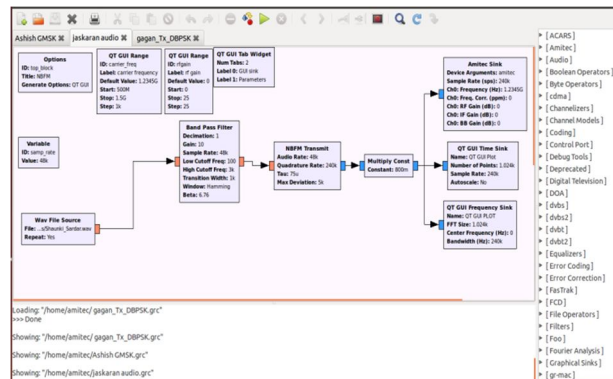 Ashish GMSK
jaskaran audio
gagan_Tx_DBPSK
Options
ID: top_block
Title: NBFM
Generate Options: QT GUI
QT GUI Range
ID: carrier_freq
Label: carrier frequency
Default Value: 1.2345G
Start: 500M
Stop: 1.5G
Step: 1k
QT GUI Range
ID: rfgain
Label: rf gain
Default Value: 0
Start: 0
Stop: 25
Step: 25
QT GUI Tab Widget
Num Tabs: 2
Label 0: GUI sink
Label 1: Parameters
Variable
ID: samp_rate
Value: 48k
Wav File Source
File: ...s/Shaunki_Sardar.wav
Repeat: Yes
Band Pass Filter
Decimation: 1
Gain: 10
Sample Rate: 48k
Low Cutoff Freq: 100
High Cutoff Freq: 3k
Transition Width: 1k
Window: Hamming
Beta: 6.76
NBFM Transmit
Audio Rate: 48k
Quadrature Rate: 240k
Tau: 75u
Max Deviation: 5k
Multiply Const
Constant: 800m
Amitec Sink
Device Arguments: amitec
Sample Rate (sps): 240k
Ch0: Frequency (Hz): 1.2345G
Ch0: Freq. Corr. (ppm): 0
Ch0: RF Gain (dB): 0
Ch0: IF Gain (dB): 0
Ch0: BB Gain (dB): 0
QT GUI Time Sink
Name: QT GUI Plot
Number of Points: 1.024k
Sample Rate: 240k
Autoscale: No
QT GUI Frequency Sink
Name: QT GUI PLOT
FFT Size: 1.024k
Center Frequency (Hz): 0
Bandwidth (Hz): 240k
Loading: "/home/amitec/ gagan_Tx_DBPSK.grc"
>>> Done
Showing: "/home/amitec/ gagan_Tx_DBPSK.grc"
Showing: "/home/amitec/Ashish GMSK.grc"
Showing: "/home/amitec/jaskaran audio.grc"
[ACARS]
[Amitec]
[Audio]
[Boolean Operators]
[Byte Operators]
[cdma]
[Channelizers]
[Channel Models]
[Coding]
[Control Port]
[Debug Tools]
[Deprecated]
[Digital Television]
[DOA]
[dvbs]
[dvbs2]
[dvbt]
[dvbt2]
[Equalizers]
[Error Coding]
[Error Correction]
[FasTrak]
[FCD]
[File Operators]
[Filters]
[Foo]
[Fourier Analysis]
[Graphical Sinks]
[gr-mac]